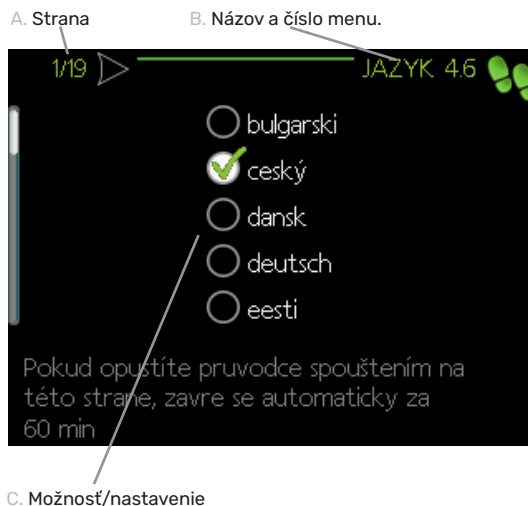 A. Strana
B. Názov a číslo menu.
1/19
JAZYK 4.6
bulgarski
ceský
dansk
deutsch
eesti
Pokud opustíte pruvodce spouštením na
této strane, zavre se automaticky za
60 min
C. Možnosť/nastavenie